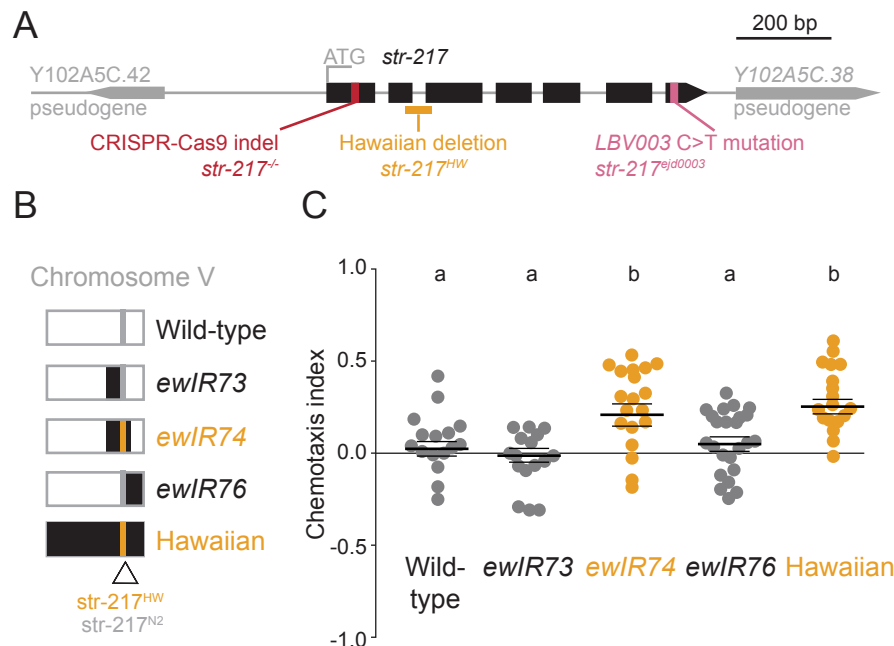 A
200 bp
ATG str-217
Y102A5C.42
Y102A5C.38
pseudogene
pseudogene
CRISPR-Cas9 indel
str-217-/-
Hawaiian deletion
str-217HW
LBV003 C>T mutation
str-217ejd0003
B
Chromosome V
Wild-type
ewIR73
ewIR74
ewIR76
Hawaiian
str-217HW
str-217N2
C
Chemotaxis index
1.0
0.5
0.0
-0.5
-1.0
a a b a b
Wild-
type
ewIR73
ewIR74
ewIR76
Hawaiian